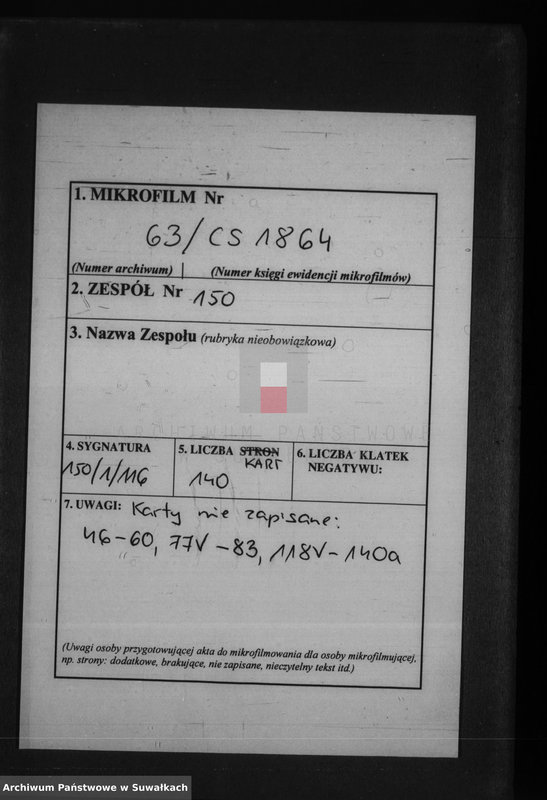 1. MIKROFILM Nr
63/CS 1864
(Numer archiwum) (Numer księgi ewidencji mikrofilmów)
2. ZESPÓŁ Nr 150
3. Nazwa Zespołu (rubryka nieobowiązkowa)
ARCHIWUM PAŃSTWOWE
4. SYGNATURA
150/1/116
5. LICZBA STRON
KART
140
6. LICZBA KLATEK
NEGATYWU:
7. UWAGI: Karty nie zapisane:
46-60, 77V-83, 118V-140a
(Uwagi osoby przygotowującej akta do mikrofilmowania dla osoby mikrofilmującej,
np. strony: dodatkowe, brakujące, nie zapisane, nieczytelny tekst itd.)
Archiwum Państwowe w Suwałkach